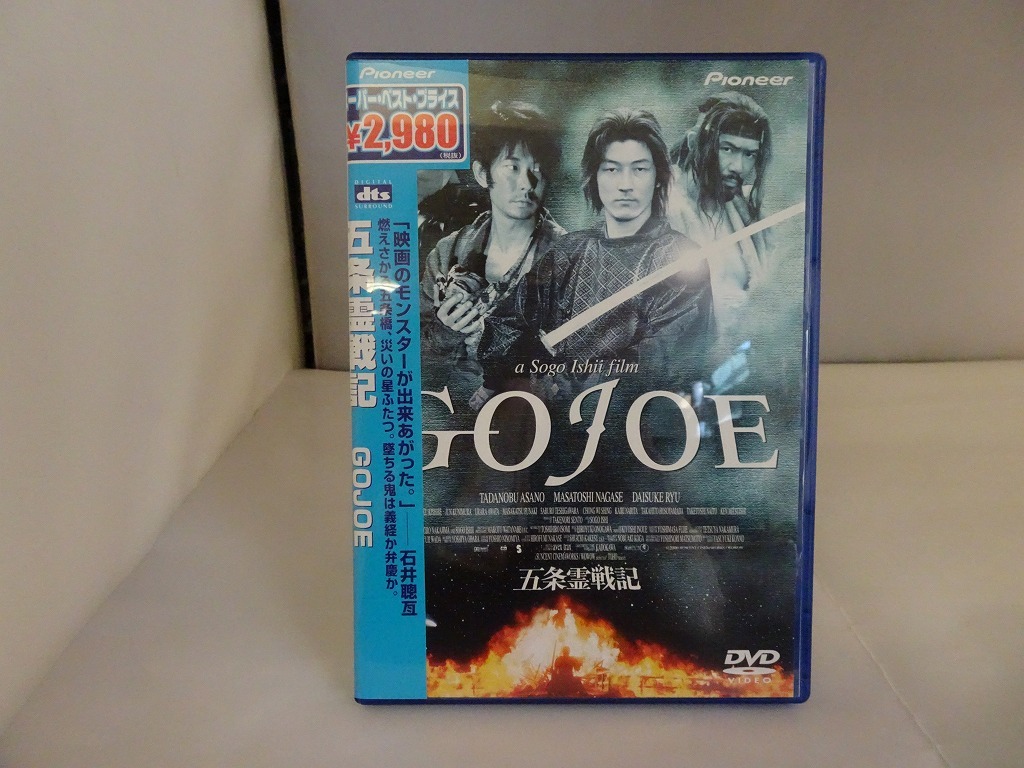 Pioneer
ーパー・ベスト・プライス
¥2,980
(税抜)
DIGITAL
dts
SURROUND
五条霊戦記
GOJOE
「映画のモンスターが出来あがった。」――石井聰亙
燃えさかる五条橋、災いの星ふたつ。墜ちる鬼は義経か弁慶か。
Pioneer
a Sogo Ishii film
GOJOE
TADANOBU ASANO MASATOSHI NAGASE DAISUKE RYU
五条霊戦記
DVD
VIDEO